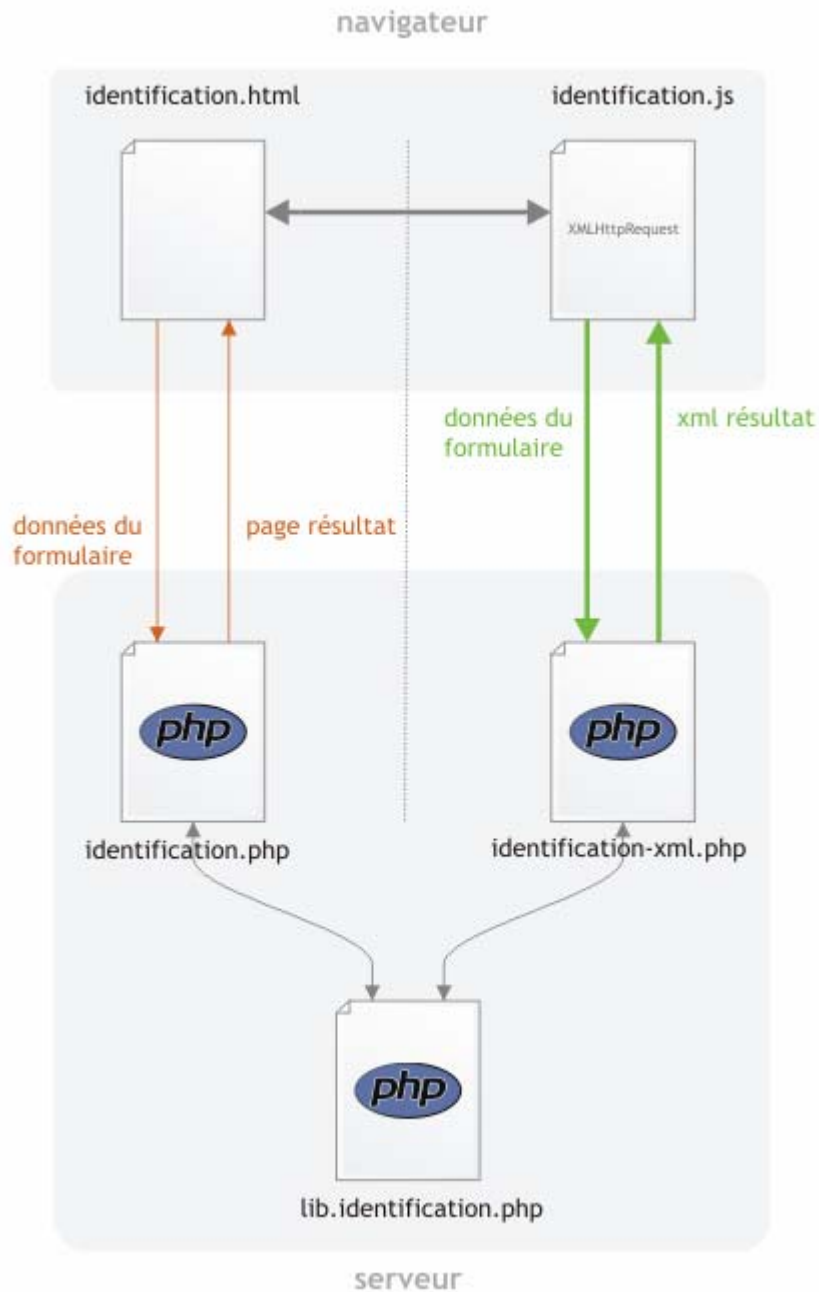 navigateur
identification.html
identification.js
XMLHttpRequest
données du
formulaire
xml résultat
données du
formulaire
page résultat
php
php
identification.php
identification-xml.php
php
lib.identification.php
serveur